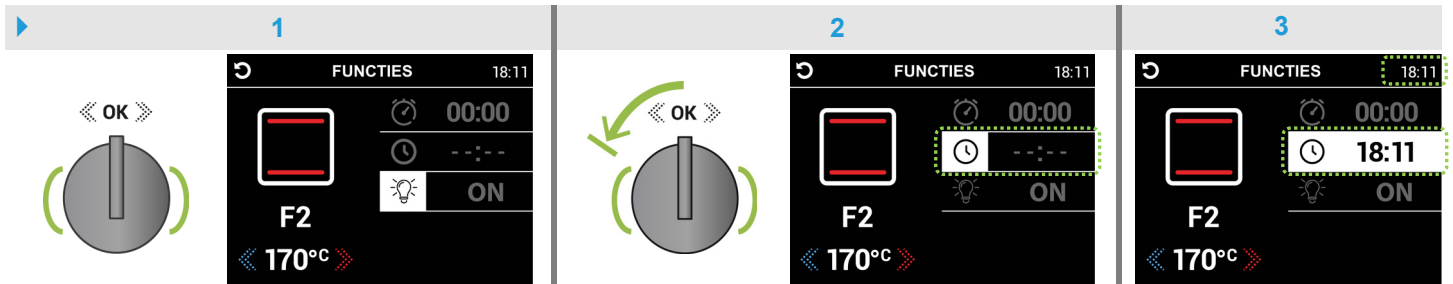 1
2
3
OK
FUNCTIES 18:11
00:00
--:--
ON
F2
170°C
OK
FUNCTIES 18:11
00:00
--:--
ON
F2
170°C
FUNCTIES 18:11
00:00
18:11
ON
F2
170°C